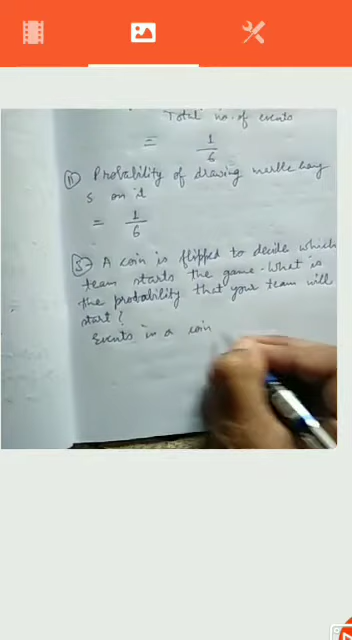 Total no. of events
= 1/6
(ii) Probability of drawing marble having
5 on it
= 1/6
5- A coin is flipped to decide which
team starts the game. What is
the probability that your team will
start?
Events in a coin